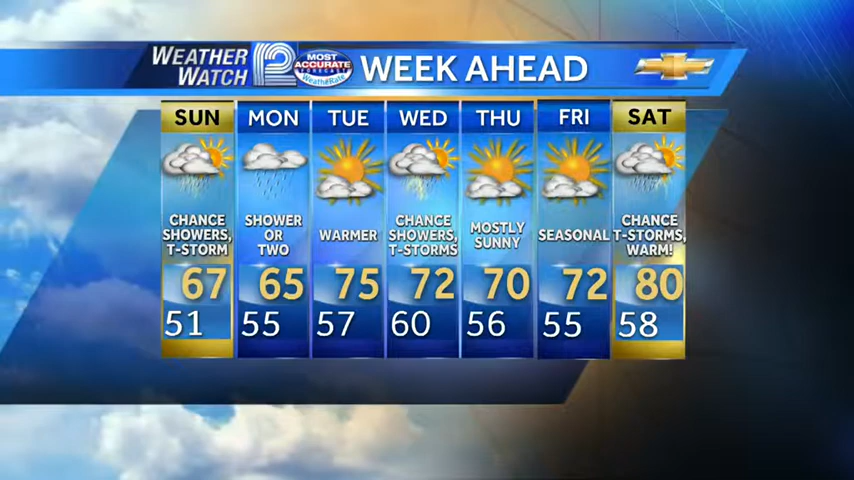 WEATHER
WATCH
12
MOST
ACCURATE
FORECAST
WeatheRate
WEEK AHEAD
SUN
CHANCE
SHOWERS,
T-STORM
67
51
MON
SHOWER
OR
TWO
65
55
TUE
WARMER
75
57
WED
CHANCE
SHOWERS,
T-STORMS
72
60
THU
MOSTLY
SUNNY
70
56
FRI
SEASONAL
72
55
SAT
CHANCE
T-STORMS,
WARM!
80
58